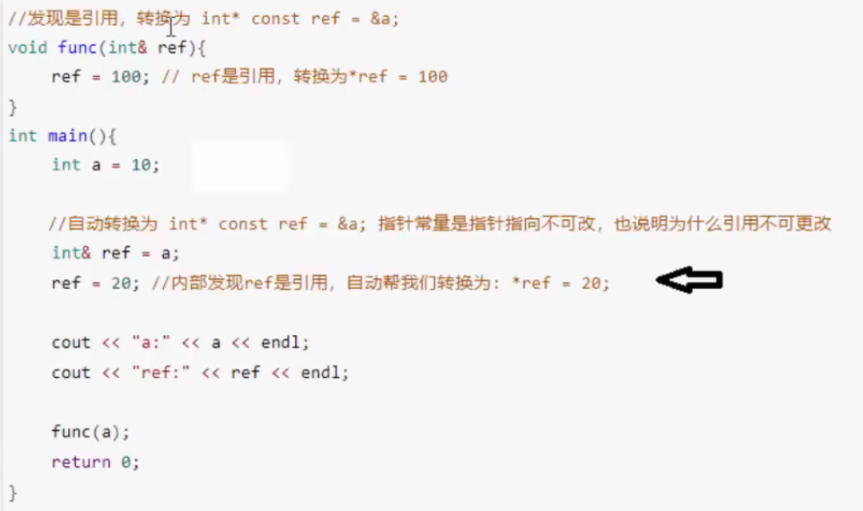 //发现是引用，转换为 int* const ref = &a;
void func(int& ref){
    ref = 100; // ref是引用，转换为*ref = 100
}
int main(){
    int a = 10;
    //自动转换为 int* const ref = &a; 指针常量是指针指向不可改，也说明为什么引用不可更改
    int& ref = a;
    ref = 20; //内部发现ref是引用，自动帮我们转换为: *ref = 20;
    cout << "a:" << a << endl;
    cout << "ref:" << ref << endl;
    func(a);
    return 0;
}